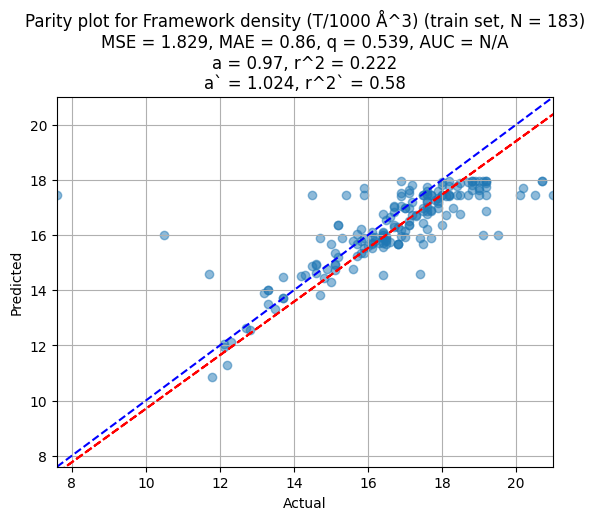 Parity plot for Framework density (T/1000 Å^3) (train set, N = 183)
MSE = 1.829, MAE = 0.86, q = 0.539, AUC = N/A
a = 0.97, r^2 = 0.222
a` = 1.024, r^2` = 0.58
20
18
16
14
12
10
8
Predicted
8 10 12 14 16 18 20
Actual